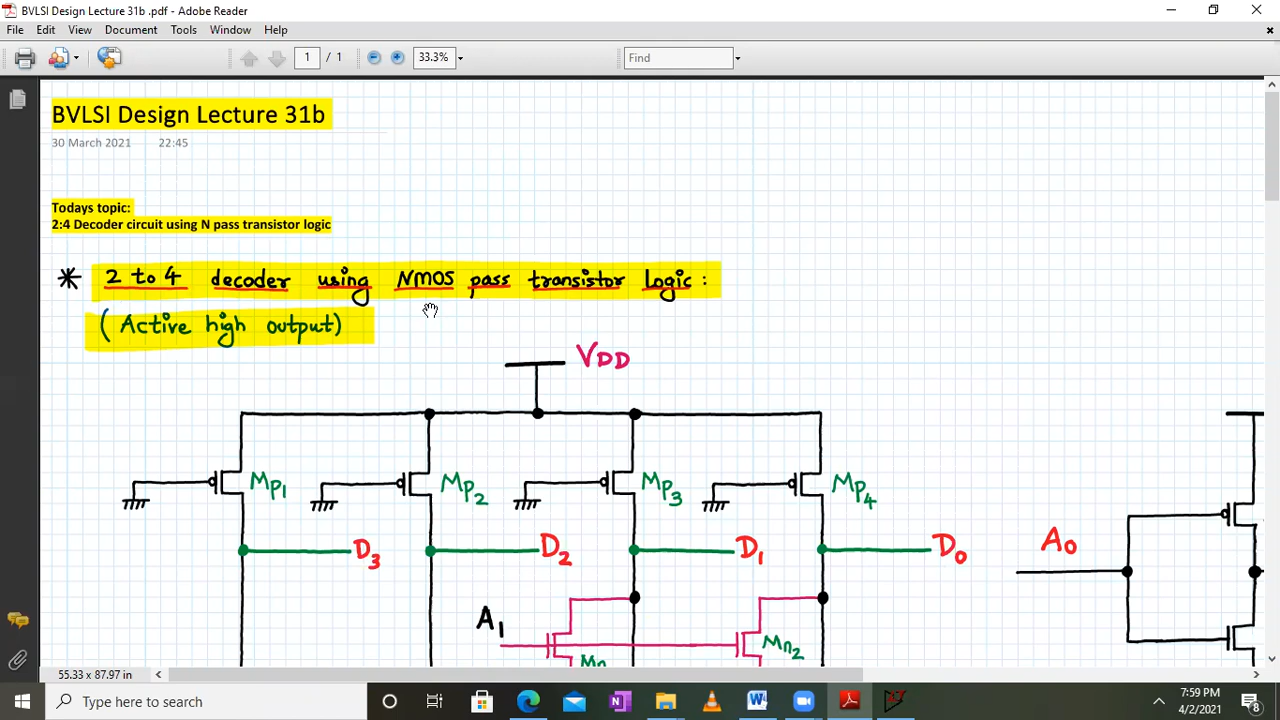 BVLSI Design Lecture 31b .pdf - Adobe Reader
File Edit View Document Tools Window Help
1 / 1 33.3% Find
BVLSI Design Lecture 31b
30 March 2021 22:45
Todays topic:
2:4 Decoder circuit using N pass transistor logic
* 2 to 4 decoder using NMOS pass transistor logic :
( Active high output)
VDD
Mp1 Mp2 Mp3 Mp4
D3 D2 D1 D0 A0
A1
Mn Mn2
55.33 x 87.97 in
Type here to search
7:59 PM
4/2/2021
8